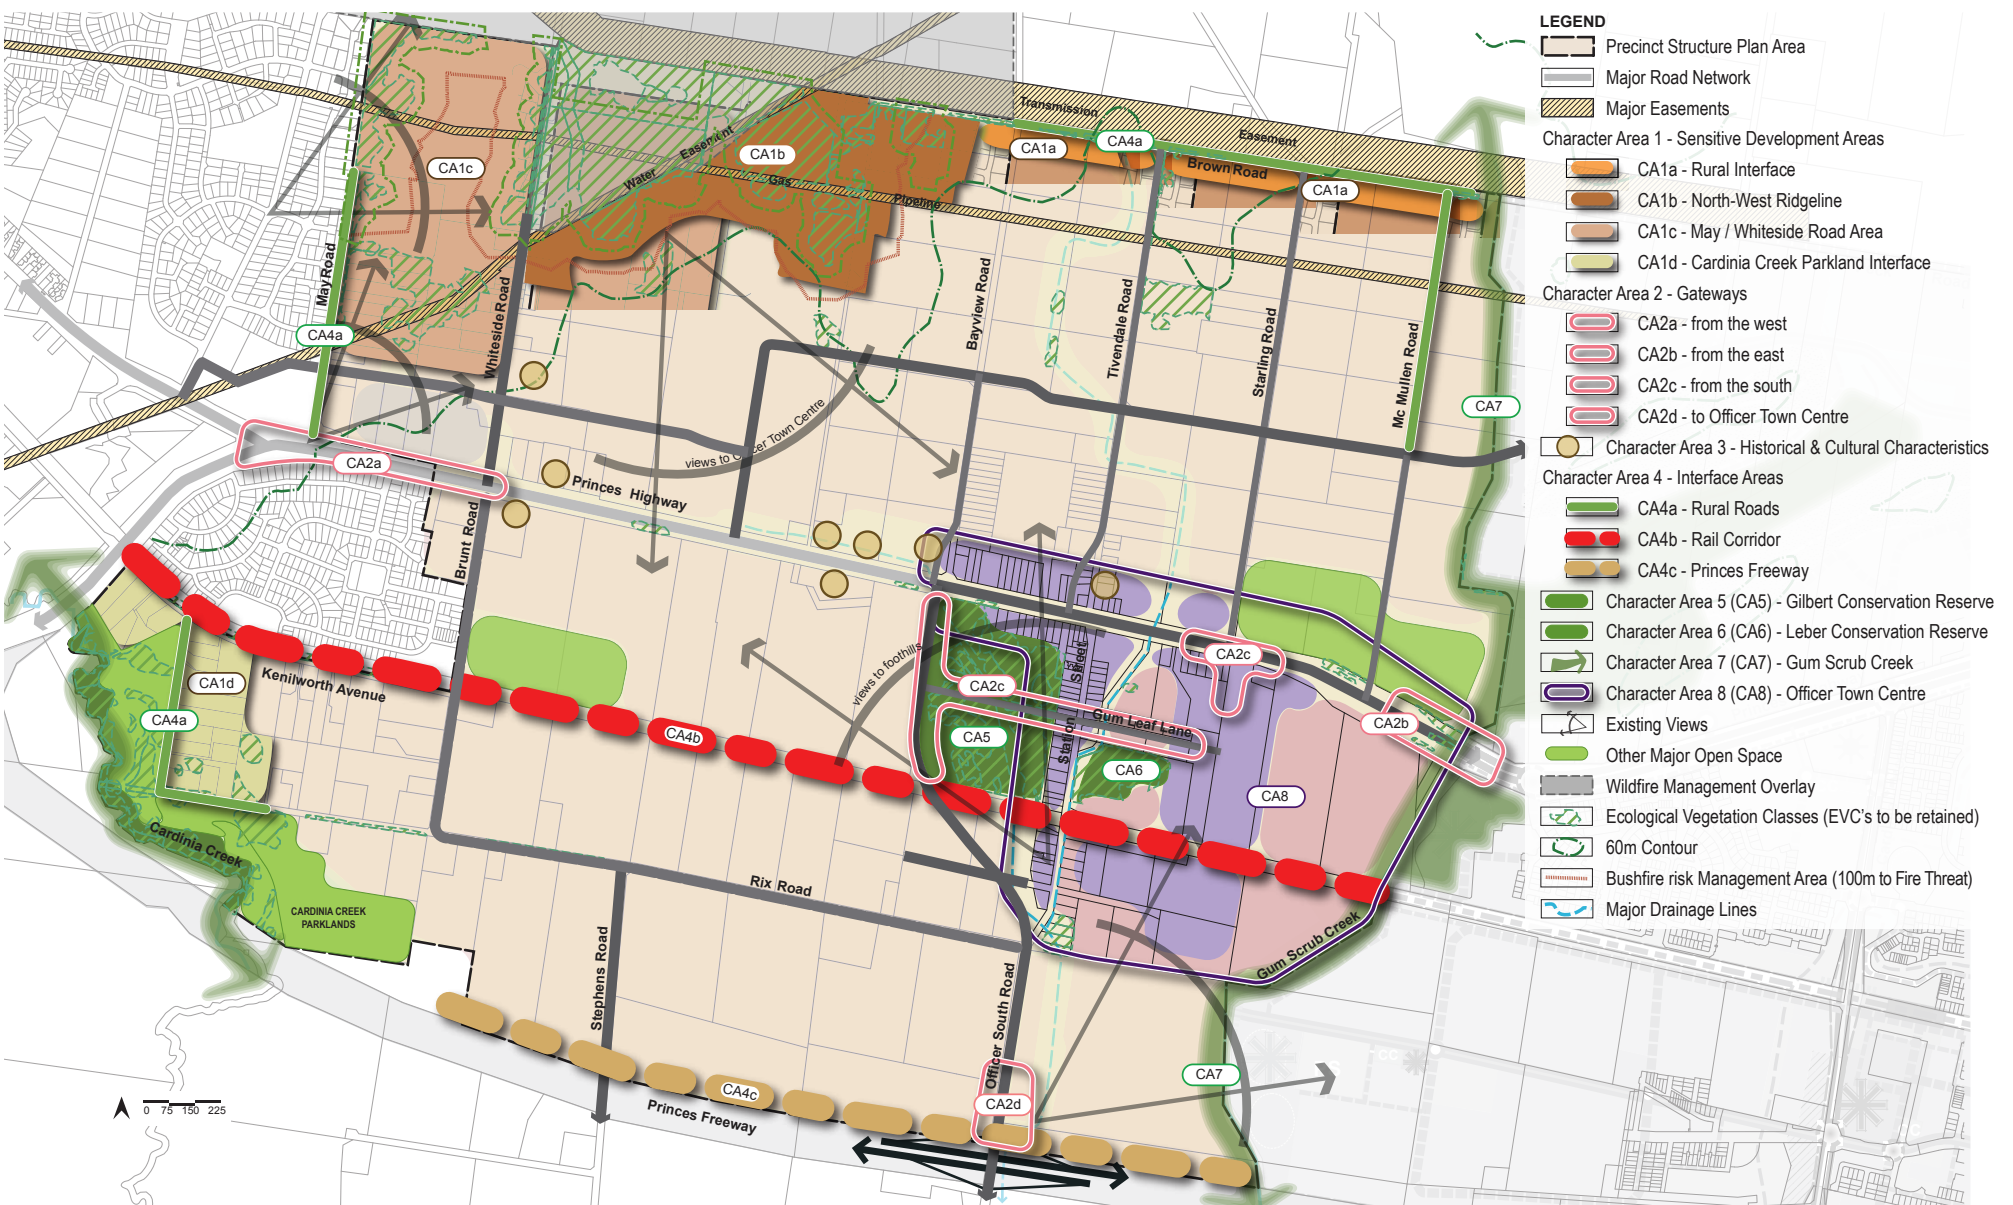 LEGEND
Precinct Structure Plan Area
Major Road Network
Major Easements
Character Area 1 - Sensitive Development Areas
CA1a - Rural Interface
CA1b - North-West Ridgeline
CA1c - May / Whiteside Road Area
CA1d - Cardinia Creek Parkland Interface
Character Area 2 - Gateways
CA2a - from the west
CA2b - from the east
CA2c - from the south
CA2d - to Officer Town Centre
Character Area 3 - Historical & Cultural Characteristics
Character Area 4 - Interface Areas
CA4a - Rural Roads
CA4b - Rail Corridor
CA4c - Princes Freeway
Character Area 5 (CA5) - Gilbert Conservation Reserve
Character Area 6 (CA6) - Leber Conservation Reserve
Character Area 7 (CA7) - Gum Scrub Creek
Character Area 8 (CA8) - Officer Town Centre
Existing Views
Other Major Open Space
Wildfire Management Overlay
Ecological Vegetation Classes (EVC's to be retained)
60m Contour
Bushfire risk Management Area (100m to Fire Threat)
Major Drainage Lines
Transmission
Easement
CA1a
CA4a
Brown Road
CA1a
CA1b
CA1c
Water
Easement
Gas
Pipeline
May Road
CA4a
Whiteside Road
Bayview Road
Tivendale Road
Starling Road
Mc Mullen Road
CA7
views to Officer Town Centre
CA2a
Princes Highway
Brunt Road
CA1d
CA4a
Kenilworth Avenue
CA4b
views to foothills
CA2c
CA2c
Station Street
Gum Leaf Lane
CA5
CA6
CA8
CA2b
Cardinia Creek
CARDINIA CREEK
PARKLANDS
Rix Road
Stephens Road
Officer South Road
Gum Scrub Creek
CA7
CA4c
CA2d
Princes Freeway
0 75 150 225
CC